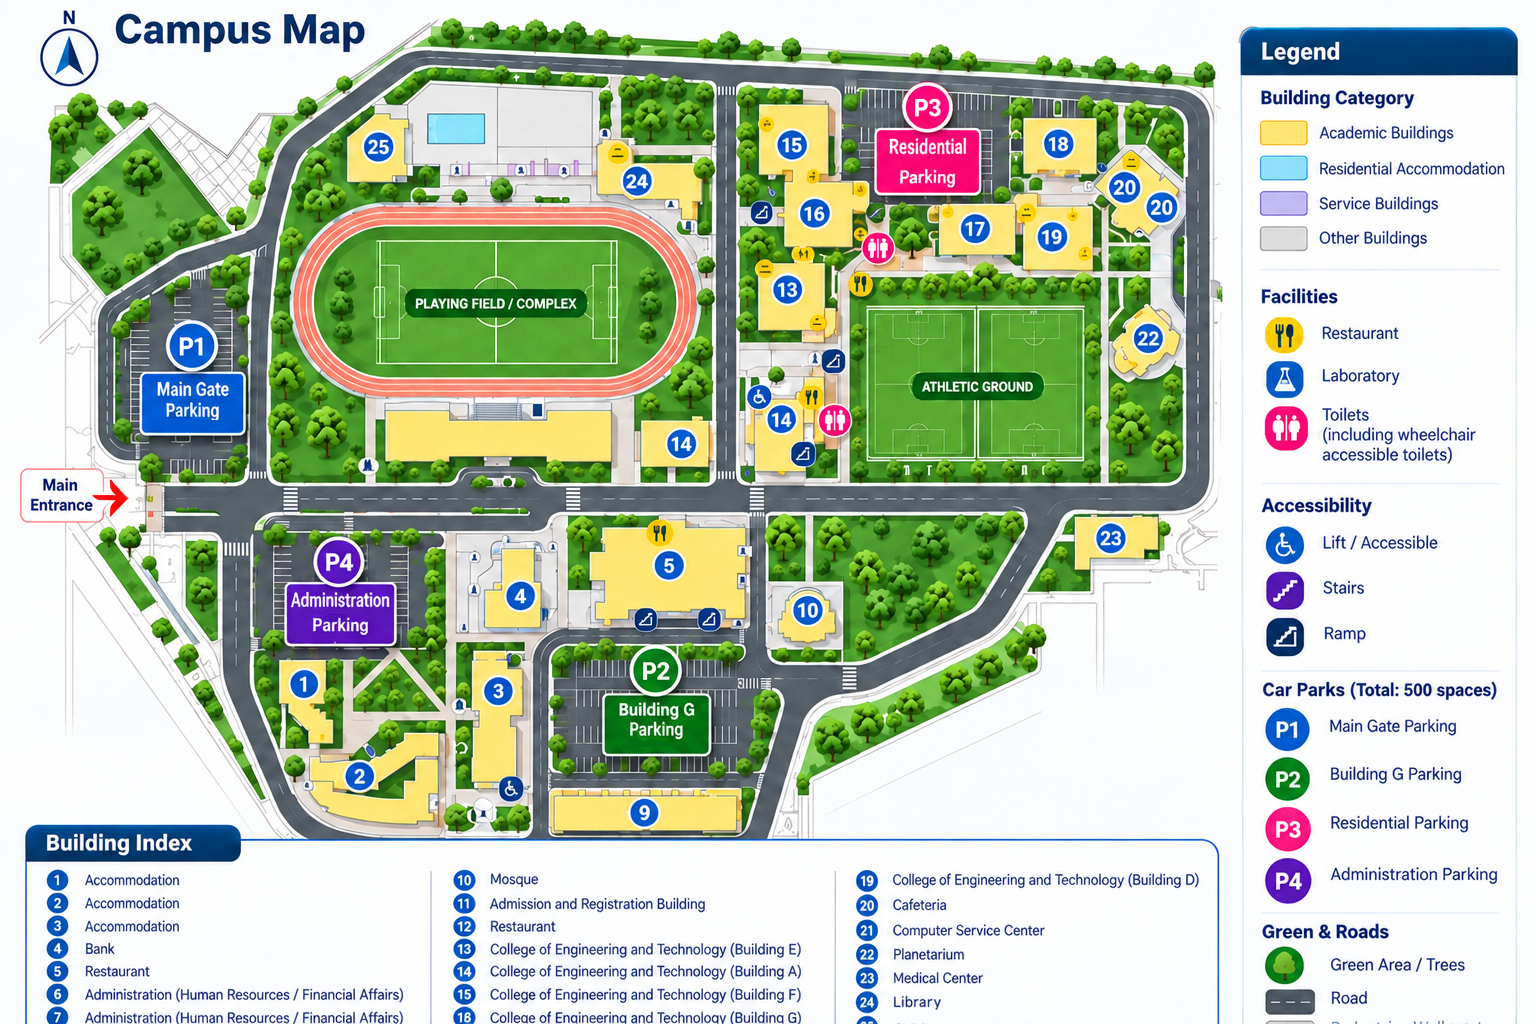 N
Campus Map
25
24
15
P3
Residential
Parking
18
20
20
16
17
19
13
22
PLAYING FIELD / COMPLEX
P1
Main Gate
Parking
ATHLETIC GROUND
14
14
Main
Entrance
P4
Administration
Parking
4
5
10
23
1
3
P2
Building G
Parking
2
9
Legend
Building Category
Academic Buildings
Residential Accommodation
Service Buildings
Other Buildings
Facilities
Restaurant
Laboratory
Toilets
(including wheelchair
accessible toilets)
Accessibility
Lift / Accessible
Stairs
Ramp
Car Parks (Total: 500 spaces)
P1 Main Gate Parking
P2 Building G Parking
P3 Residential Parking
P4 Administration Parking
Green & Roads
Green Area / Trees
Road
Building Index
1 Accommodation
2 Accommodation
3 Accommodation
4 Bank
5 Restaurant
6 Administration (Human Resources / Financial Affairs)
7 Administration (Human Resources / Financial Affairs)
10 Mosque
11 Admission and Registration Building
12 Restaurant
13 College of Engineering and Technology (Building E)
14 College of Engineering and Technology (Building A)
15 College of Engineering and Technology (Building F)
16 College of Engineering and Technology (Building G)
19 College of Engineering and Technology (Building D)
20 Cafeteria
21 Computer Service Center
22 Planetarium
23 Medical Center
24 Library